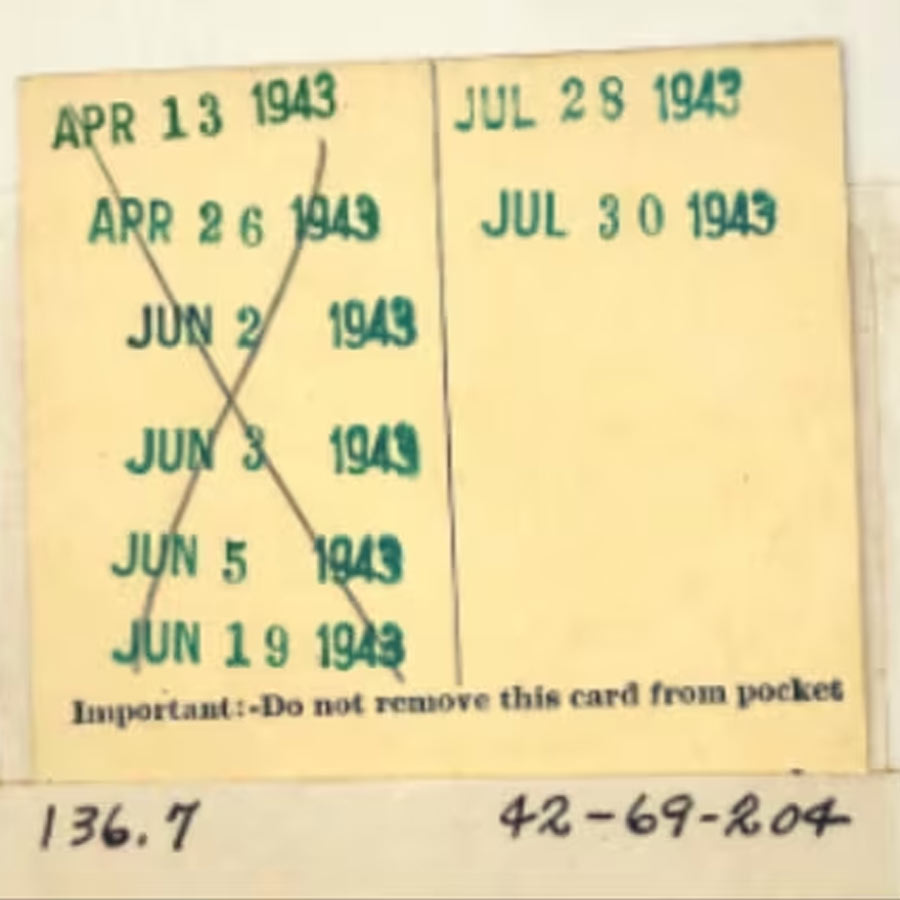 APR 13 1943
APR 26 1943
JUN 2 1943
JUN 3 1943
JUN 5 1943
JUN 19 1943
JUL 28 1943
JUL 30 1943
Important:-Do not remove this card from pocket
136.7
42-69-204